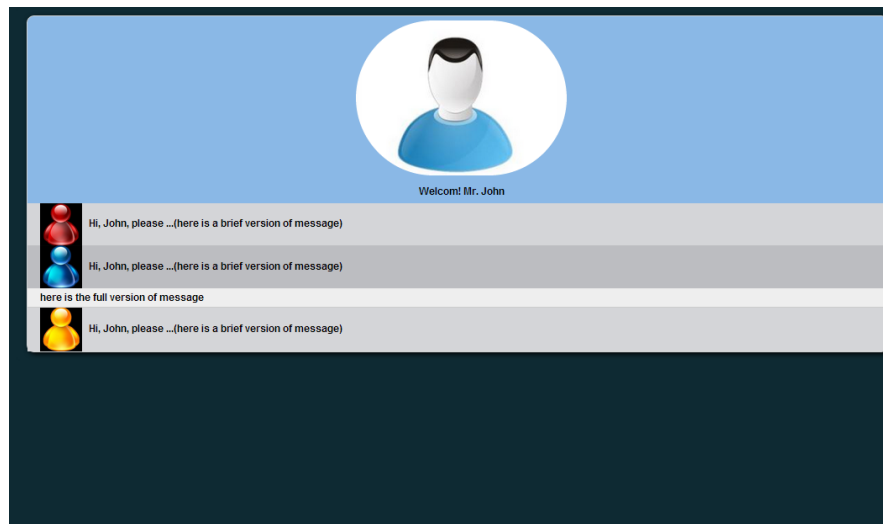 Welcom! Mr. John
Hi, John, please ...(here is a brief version of message)
Hi, John, please ...(here is a brief version of message)
here is the full version of message
Hi, John, please ...(here is a brief version of message)